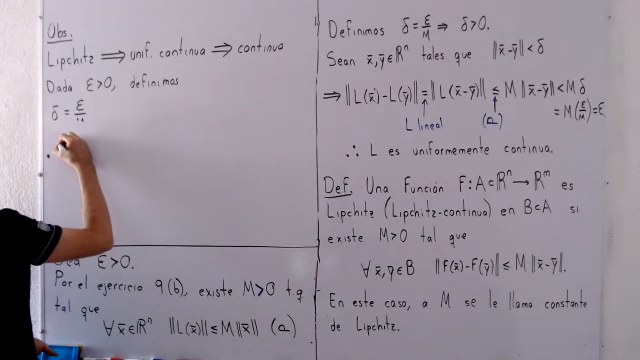 Obs.
Lipchitz ⟹ unif. continua ⟹ continua
Dada ε>0, definimos
δ = ε
ε>0.
Por el ejercicio 9(b), existe M>0 t.q.
tal que
∀ x̄∈ℝⁿ ||L(x̄)|| ≤ M||x̄|| (a)
Definimos δ = ε/M ⟹ δ>0.
Sean x̄,ȳ∈ℝⁿ tales que ||x̄-ȳ||<δ
⟹ ||L(x̄)-L(ȳ)|| = ||L(x̄-ȳ)|| ≤ M||x̄-ȳ|| < Mδ
= M(ε/M) = ε
L lineal (a)
∴ L es uniformemente continua.
Def. Una Función F: A⊂ℝⁿ → ℝᵐ es
Lipchitz (Lipchitz-continua) en B⊂A si
existe M>0 tal que
∀ x̄,ȳ∈B ||F(x̄)-F(ȳ)|| ≤ M||x̄-ȳ||.
En este caso, a M se le llama constante
de Lipchitz.